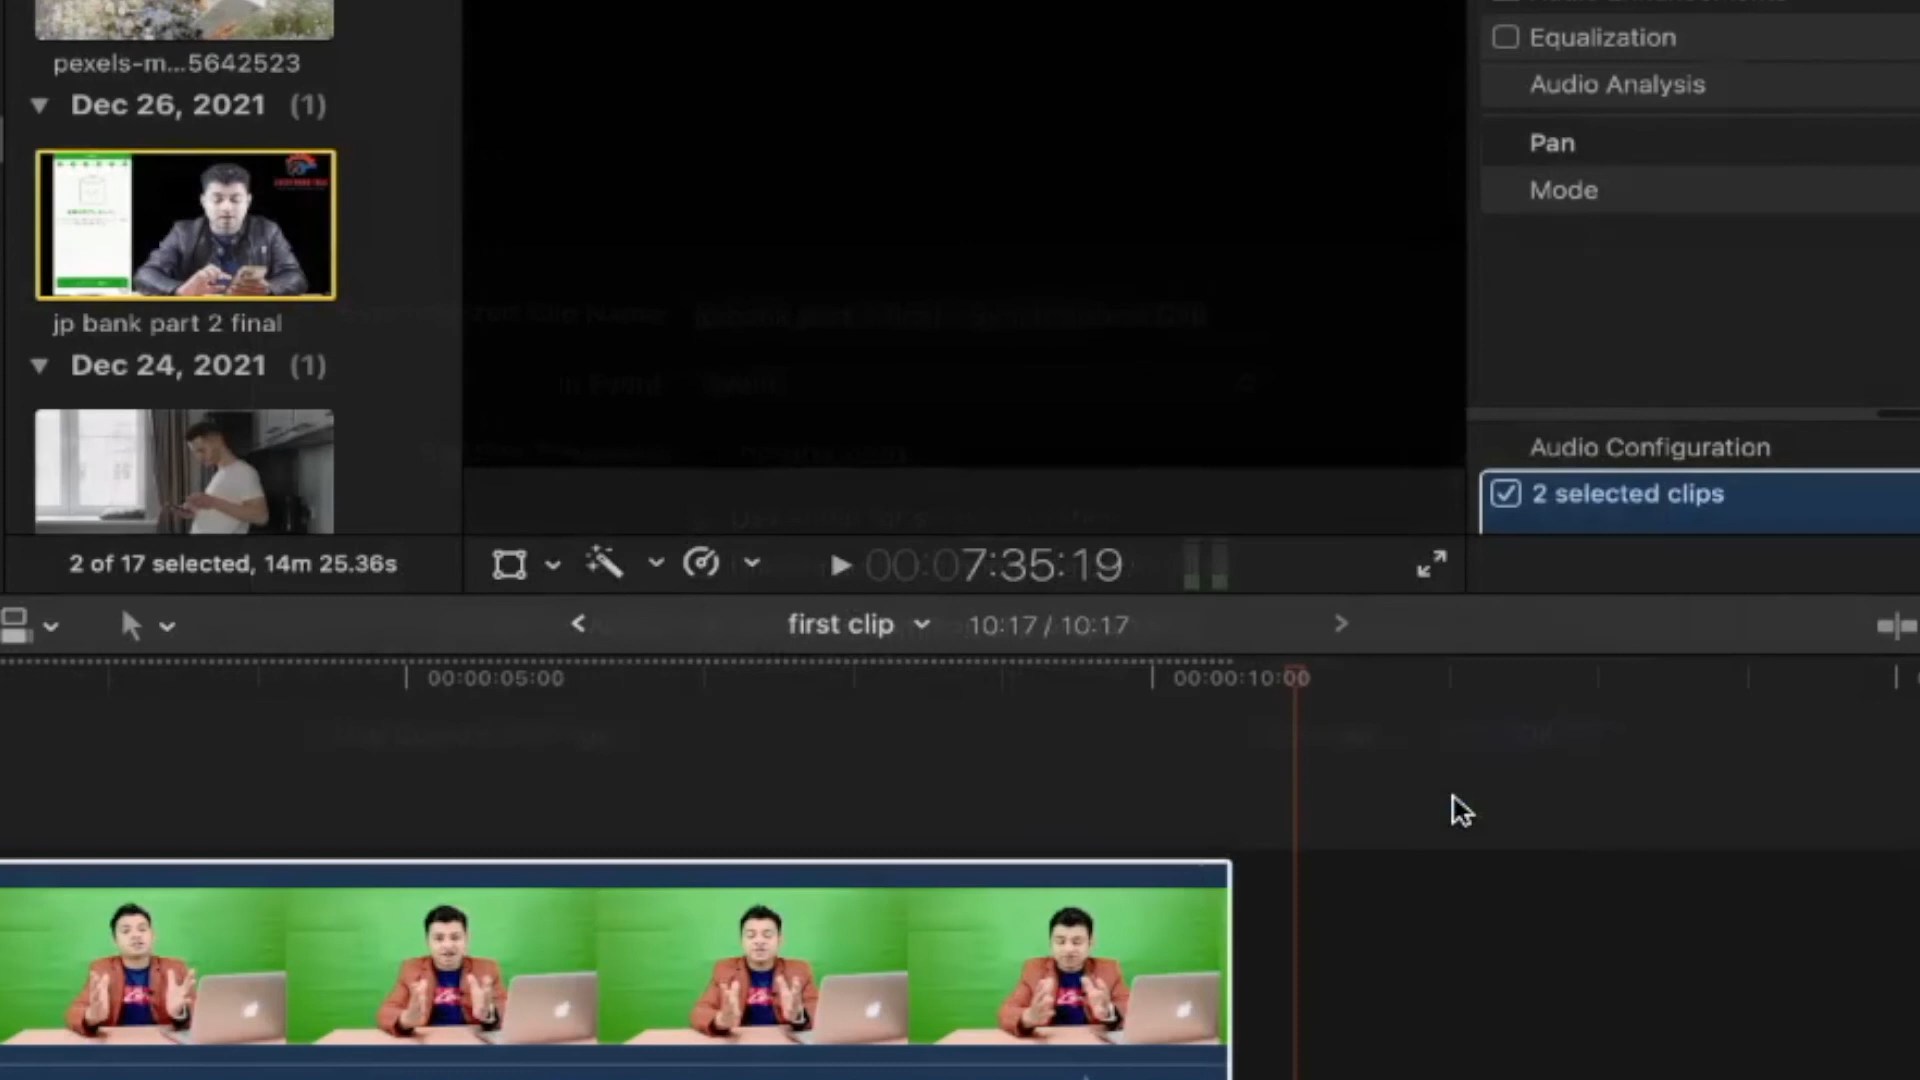 pexels-m...5642523
Dec 26, 2021 (1)
jp bank part 2 final
Dec 24, 2021 (1)
2 of 17 selected, 14m 25.36s
Equalization
Audio Analysis
Pan
Mode
Audio Configuration
2 selected clips
00:07:35:19
first clip
10:17 / 10:17
00:00:05:00
00:00:10:00